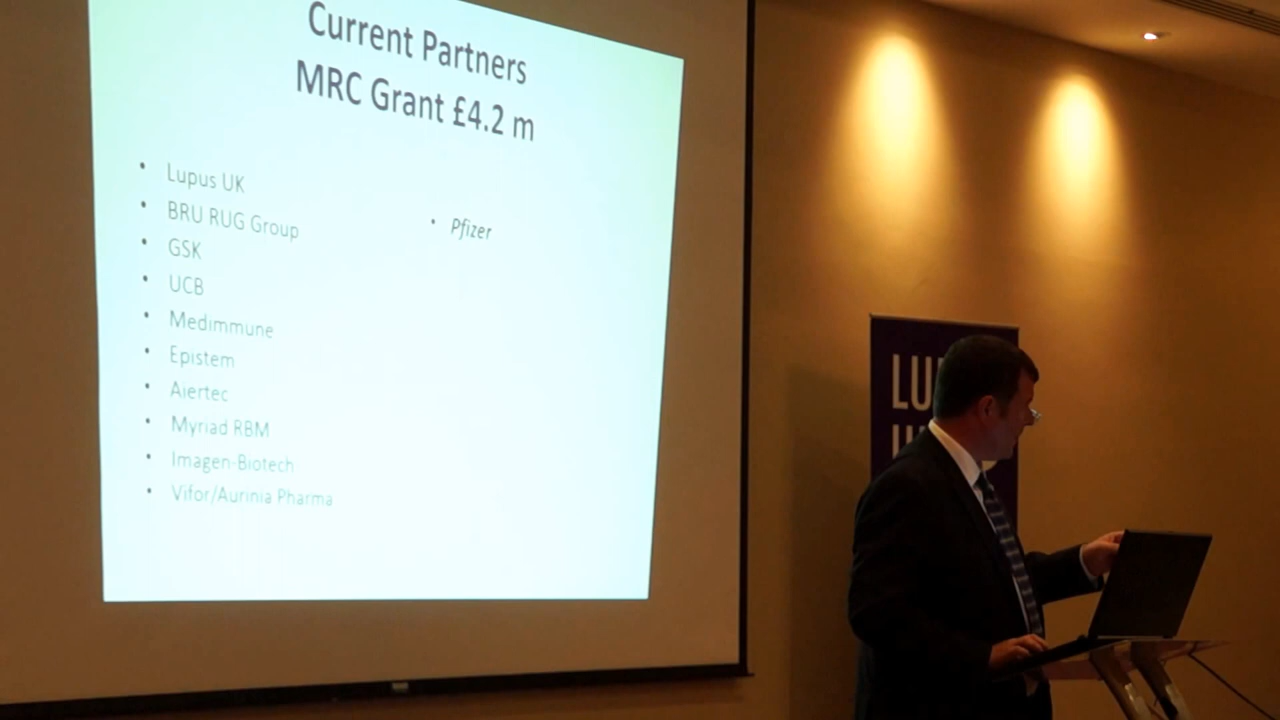 Current Partners
MRC Grant £4.2 m
• Lupus UK
• BRU RUG Group
• GSK
• UCB
• Medimmune
• Epistem
• Aiertec
• Myriad RBM
• Imagen-Biotech
• Vifor/Aurinia Pharma
• Pfizer
LU